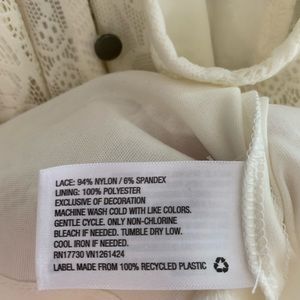 LACE: 94% NYLON / 6% SPANDEX
LINING: 100% POLYESTER
EXCLUSIVE OF DECORATION
MACHINE WASH COLD WITH LIKE COLORS.
GENTLE CYCLE. ONLY NON-CHLORINE
BLEACH IF NEEDED. TUMBLE DRY LOW.
COOL IRON IF NEEDED.
RN17730 VN1261424
LABEL MADE FROM 100% RECYCLED PLASTIC